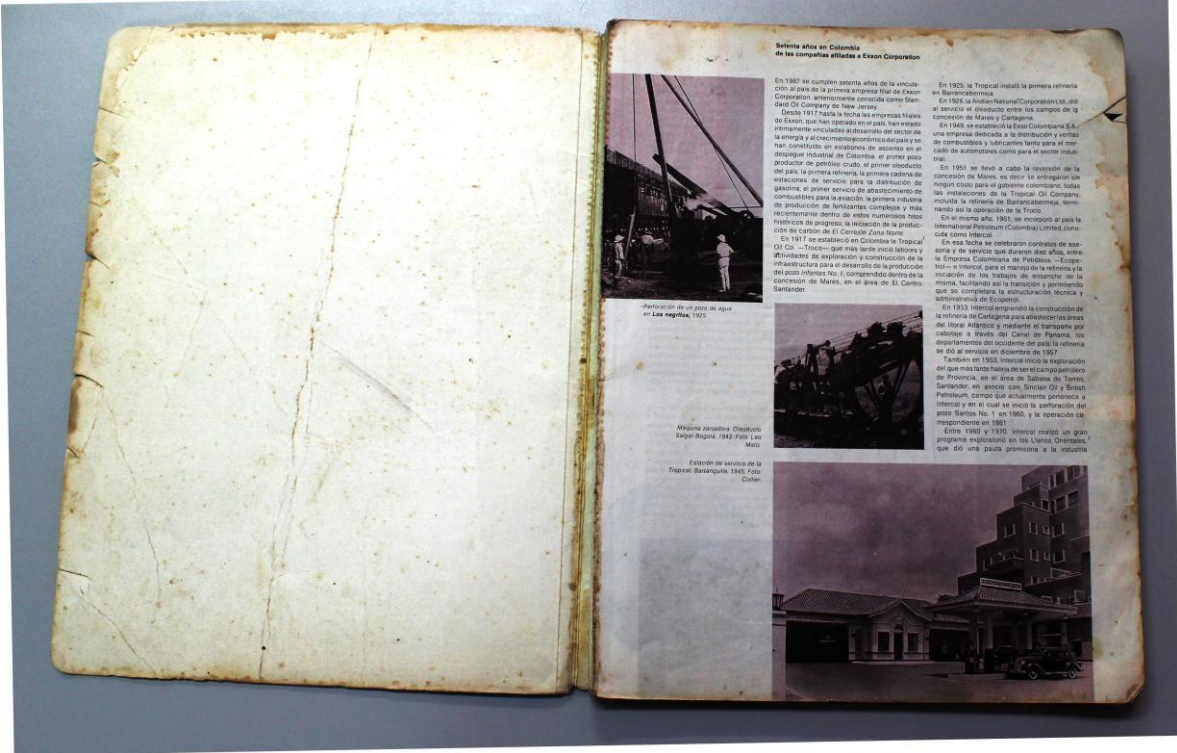 Setenta años en Colombia
de las compañías afiliadas a Exxon Corporation
En 1987 se cumplen setenta años de la vincula-
ción al país de la primera empresa filial de Exxon
Corporation, anteriormente conocida como Stan-
dard Oil Company de New Jersey.
Desde 1917 hasta la fecha las empresas filiales
de Exxon, que han operado en el país, han estado
intimamente vinculadas al desarrollo del sector de
la energía y al crecimiento económico del país y se
han constituido en eslabones de ascenso en el
despegue industrial de Colombia: el primer pozo
productor de petróleo crudo, el primer oleoducto
del país, la primera refinería, la primera cadena de
estaciones de servicio para la distribución de
gasolina, el primer servicio de abastecimiento de
combustibles para la aviación, la primera industria
de producción de fertilizantes complejos y más
recientemente dentro de estos numerosos hitos
históricos de progreso, la iniciación de la produc-
ción de carbón de El Cerrejón Zona Norte.
En 1917 se estableció en Colombia la Tropical
Oil Co. —Troco— que más tarde inició labores y
actividades de exploración y construcción de la
infraestructura para el desarrollo de la producción
del pozo Infantas No. 1, comprendido dentro de la
concesión de Mares, en el área de El Centro,
Santander.
En 1925, la Tropical instaló la primera refinería
en Barrancabermeja.
En 1926, la Andian National Corporation Ltd., dió
al servicio el oleoducto entre los campos de la
concesión de Mares y Cartagena.
En 1949, se estableció la Esso Colombiana S.A.,
una empresa dedicada a la distribución y ventas
de combustibles y lubricantes tanto para el mer-
cado de automotores como para el sector indus-
trial.
En 1951 se llevó a cabo la reversión de la
concesión de Mares, es decir se entregaron sin
ningún costo para el gobierno colombiano, todas
las instalaciones de la Tropical Oil Company,
incluida la refinería de Barrancabermeja, termi-
nando así la operación de la Troco.
En el mismo año, 1951, se incorporó al país la
International Petroleum (Colombia) Limited, cono-
cida como Intercol.
En esa fecha se celebraron contratos de ase-
soría y de servicio que duraron diez años, entre
la Empresa Colombiana de Petróleos —Ecope-
trol— e Intercol, para el manejo de la refinería y la
iniciación de los trabajos de ensanche de la
misma, facilitando así la transición y permitiendo
que se completara la estructuración técnica y
administrativa de Ecopetrol.
En 1953, Intercol emprendió la construcción de
la refinería de Cartagena para abastecer las áreas
del litoral Atlántico y mediante el transporte por
cabotaje a través del Canal de Panamá, los
departamentos del occidente del país; la refinería
se dió al servicio en diciembre de 1957.
También en 1953, Intercol inició la exploración
del que más tarde habría de ser el campo petrolero
de Provincia, en el área de Sabana de Torres,
Santander, en asocio con Sinclair Oil y British
Petroleum, campo que actualmente pertenece a
Intercol y en el cual se inició la perforación del
pozo Santos No. 1 en 1960, y la operación co-
rrespondiente en 1961.
Entre 1960 y 1970, Intercol realizó un gran
programa exploratorio en los Llanos Orientales,
que dió una pauta promisoria a la industria
Perforación de un pozo de agua
en Los negritos, 1925.
Máquina zanjadora. Oleoducto
Salgar-Bogotá, 1942. Foto: Leo
Matiz.
Estación de servicio de la
Tropical, Barranquilla, 1945. Foto:
Collier.